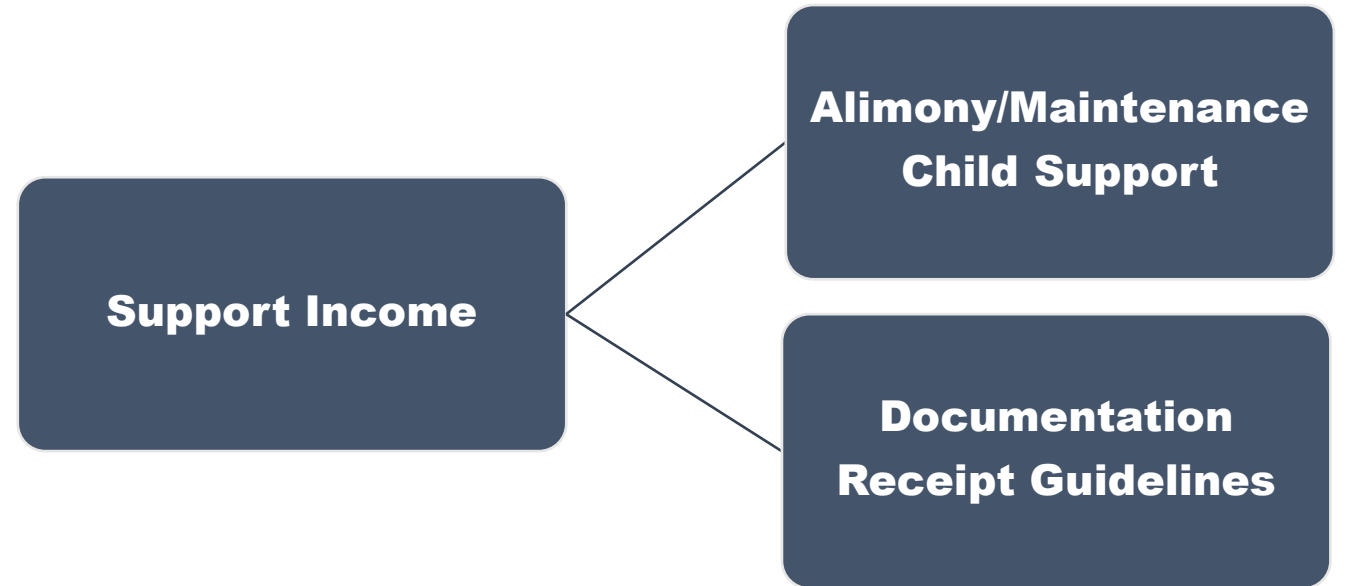 Support Income
Alimony/Maintenance
Child Support
Documentation
Receipt Guidelines